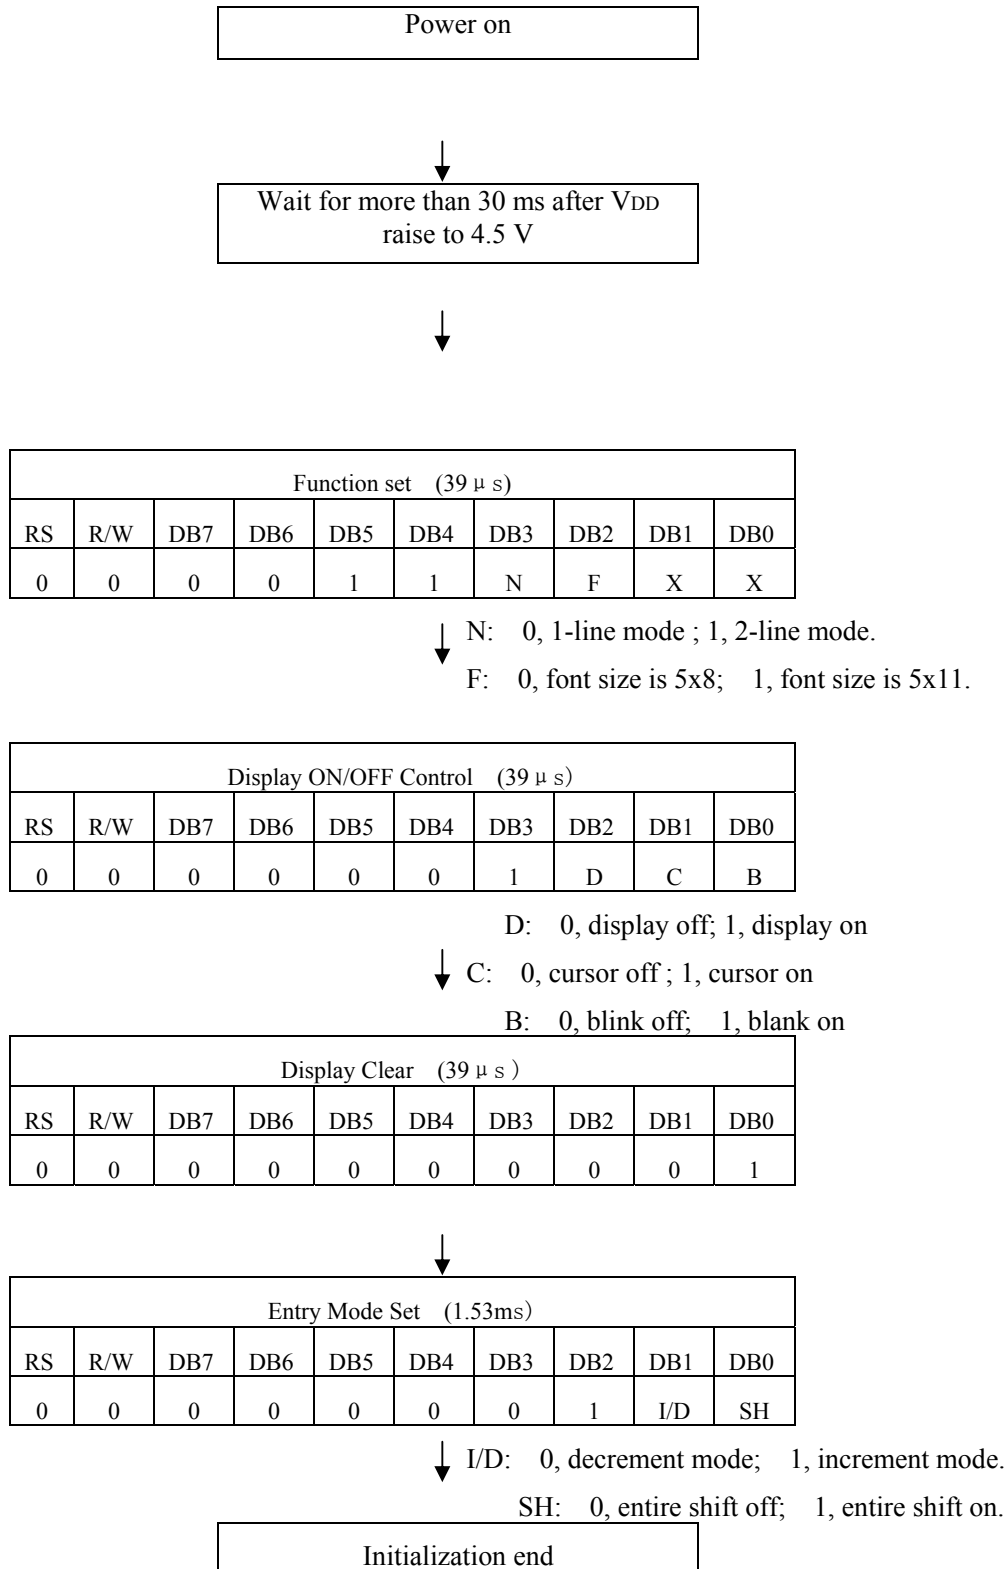 Power on
Wait for more than 30 ms after VDD
raise to 4.5 V
Function set (39μs)
RS R/W DB7 DB6 DB5 DB4 DB3 DB2 DB1 DB0
0 0 0 0 1 1 N F X X
N: 0, 1-line mode ; 1, 2-line mode.
F: 0, font size is 5x8; 1, font size is 5x11.
Display ON/OFF Control (39μs)
RS R/W DB7 DB6 DB5 DB4 DB3 DB2 DB1 DB0
0 0 0 0 0 0 1 D C B
D: 0, display off; 1, display on
C: 0, cursor off ; 1, cursor on
B: 0, blink off; 1, blank on
Display Clear (39μs)
RS R/W DB7 DB6 DB5 DB4 DB3 DB2 DB1 DB0
0 0 0 0 0 0 0 0 0 1
Entry Mode Set (1.53ms)
RS R/W DB7 DB6 DB5 DB4 DB3 DB2 DB1 DB0
0 0 0 0 0 0 0 1 I/D SH
I/D: 0, decrement mode; 1, increment mode.
SH: 0, entire shift off; 1, entire shift on.
Initialization end